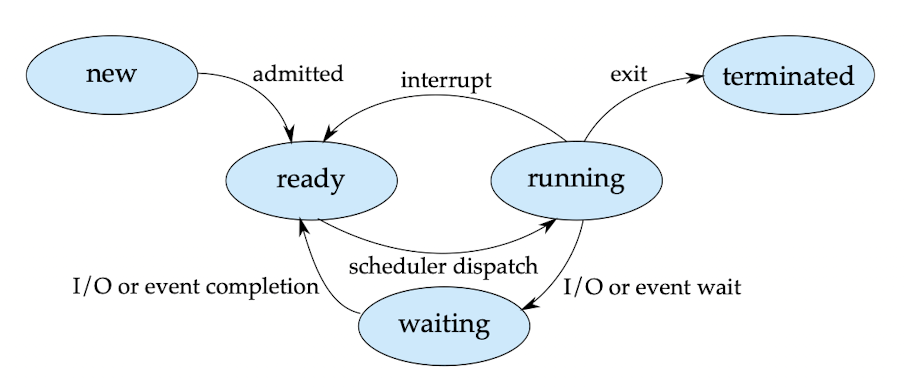 new
admitted
interrupt
exit
terminated
ready
running
scheduler dispatch
I/O or event completion
I/O or event wait
waiting